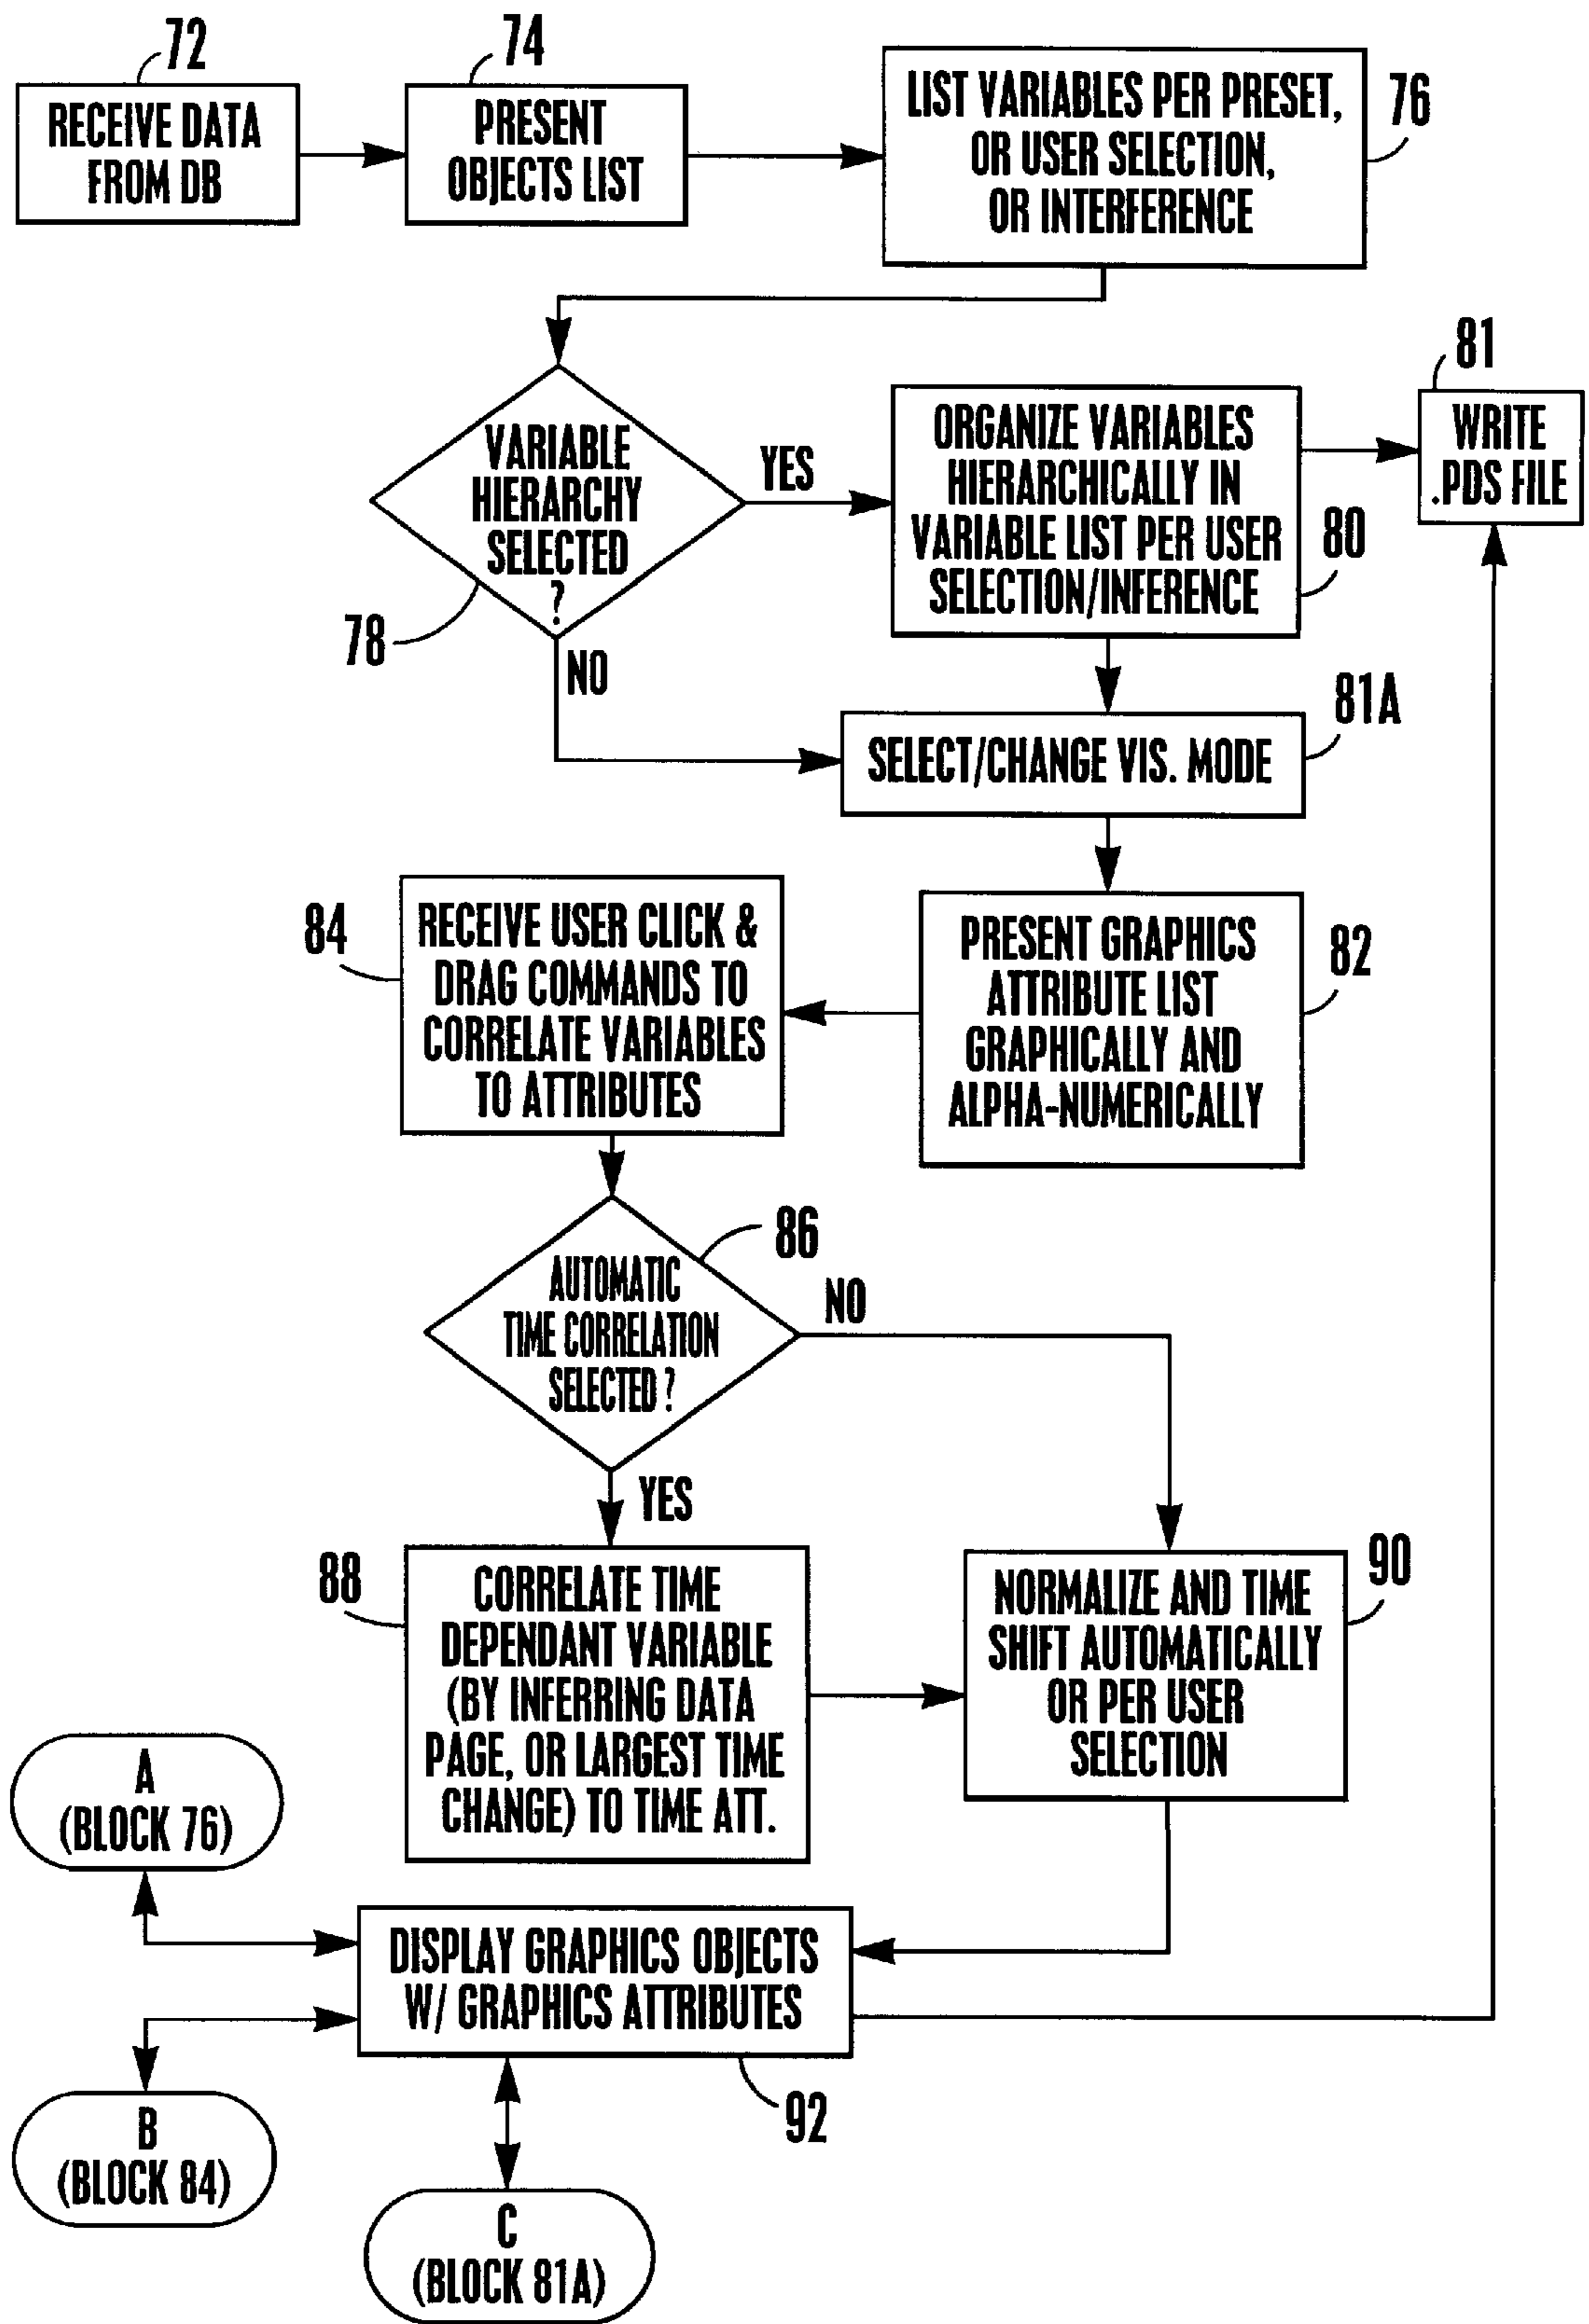 72
RECEIVE DATA
FROM DB
74
PRESENT
OBJECTS LIST
76
LIST VARIABLES PER PRESET,
OR USER SELECTION,
OR INTERFERENCE
78
VARIABLE
HIERARCHY
SELECTED
?
YES
NO
80
ORGANIZE VARIABLES
HIERARCHICALLY IN
VARIABLE LIST PER USER
SELECTION/INFERENCE
81
WRITE
.PDS FILE
81A
SELECT/CHANGE VIS. MODE
82
PRESENT GRAPHICS
ATTRIBUTE LIST
GRAPHICALLY AND
ALPHA-NUMERICALLY
84
RECEIVE USER CLICK &
DRAG COMMANDS TO
CORRELATE VARIABLES
TO ATTRIBUTES
86
AUTOMATIC
TIME CORRELATION
SELECTED ?
NO
YES
88
CORRELATE TIME
DEPENDANT VARIABLE
(BY INFERRING DATA
PAGE, OR LARGEST TIME
CHANGE) TO TIME ATT.
90
NORMALIZE AND TIME
SHIFT AUTOMATICALLY
OR PER USER
SELECTION
A
(BLOCK 76)
DISPLAY GRAPHICS OBJECTS
W/ GRAPHICS ATTRIBUTES
92
B
(BLOCK 84)
C
(BLOCK 81A)